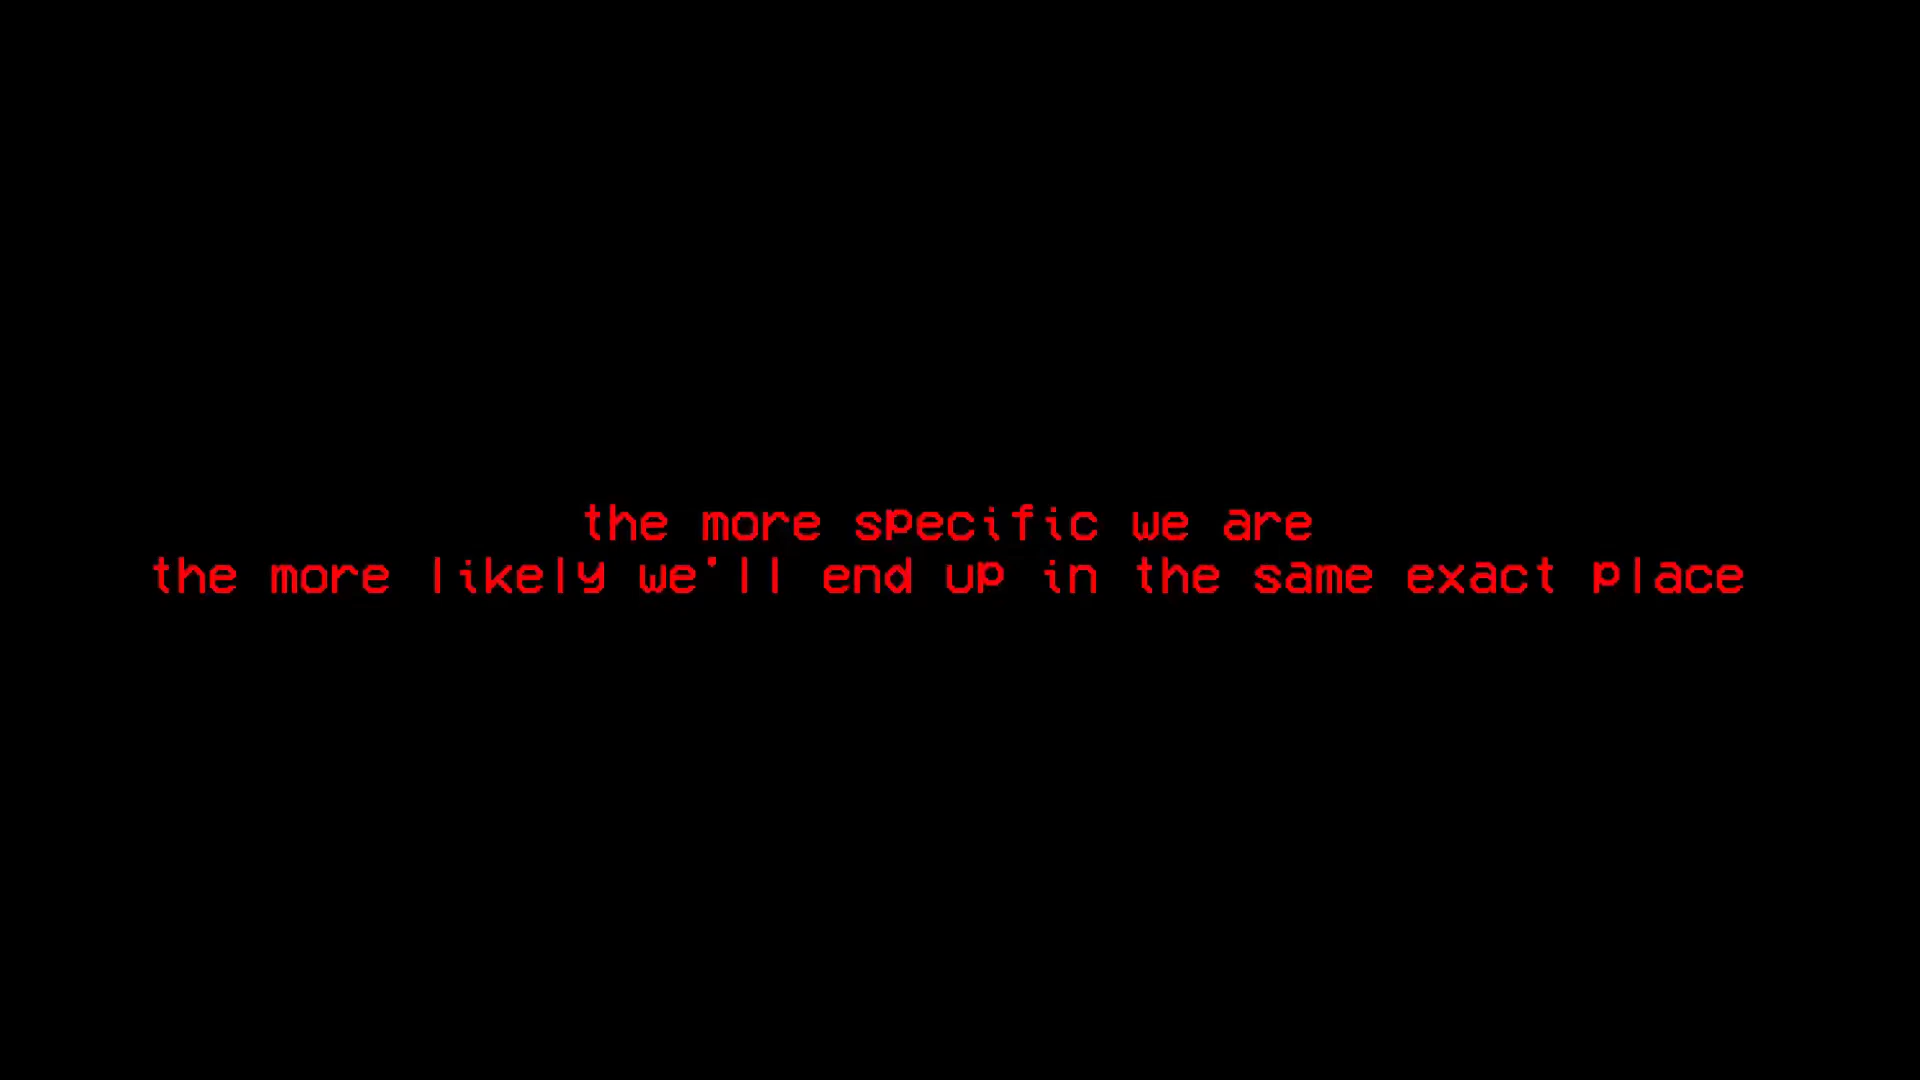 the more specific we are
the more likely we'll end up in the same exact place